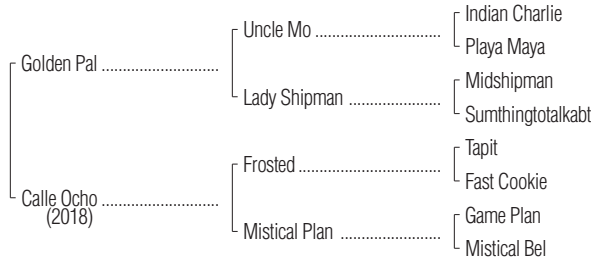 Indian Charlie
Uncle Mo
Playa Maya
Golden Pal
Midshipman
Lady Shipman
Sumthingtotalkabt
Tapit
Frosted
Fast Cookie
Calle Ocho
(2018)
Game Plan
Mistical Plan
Mistical Bel